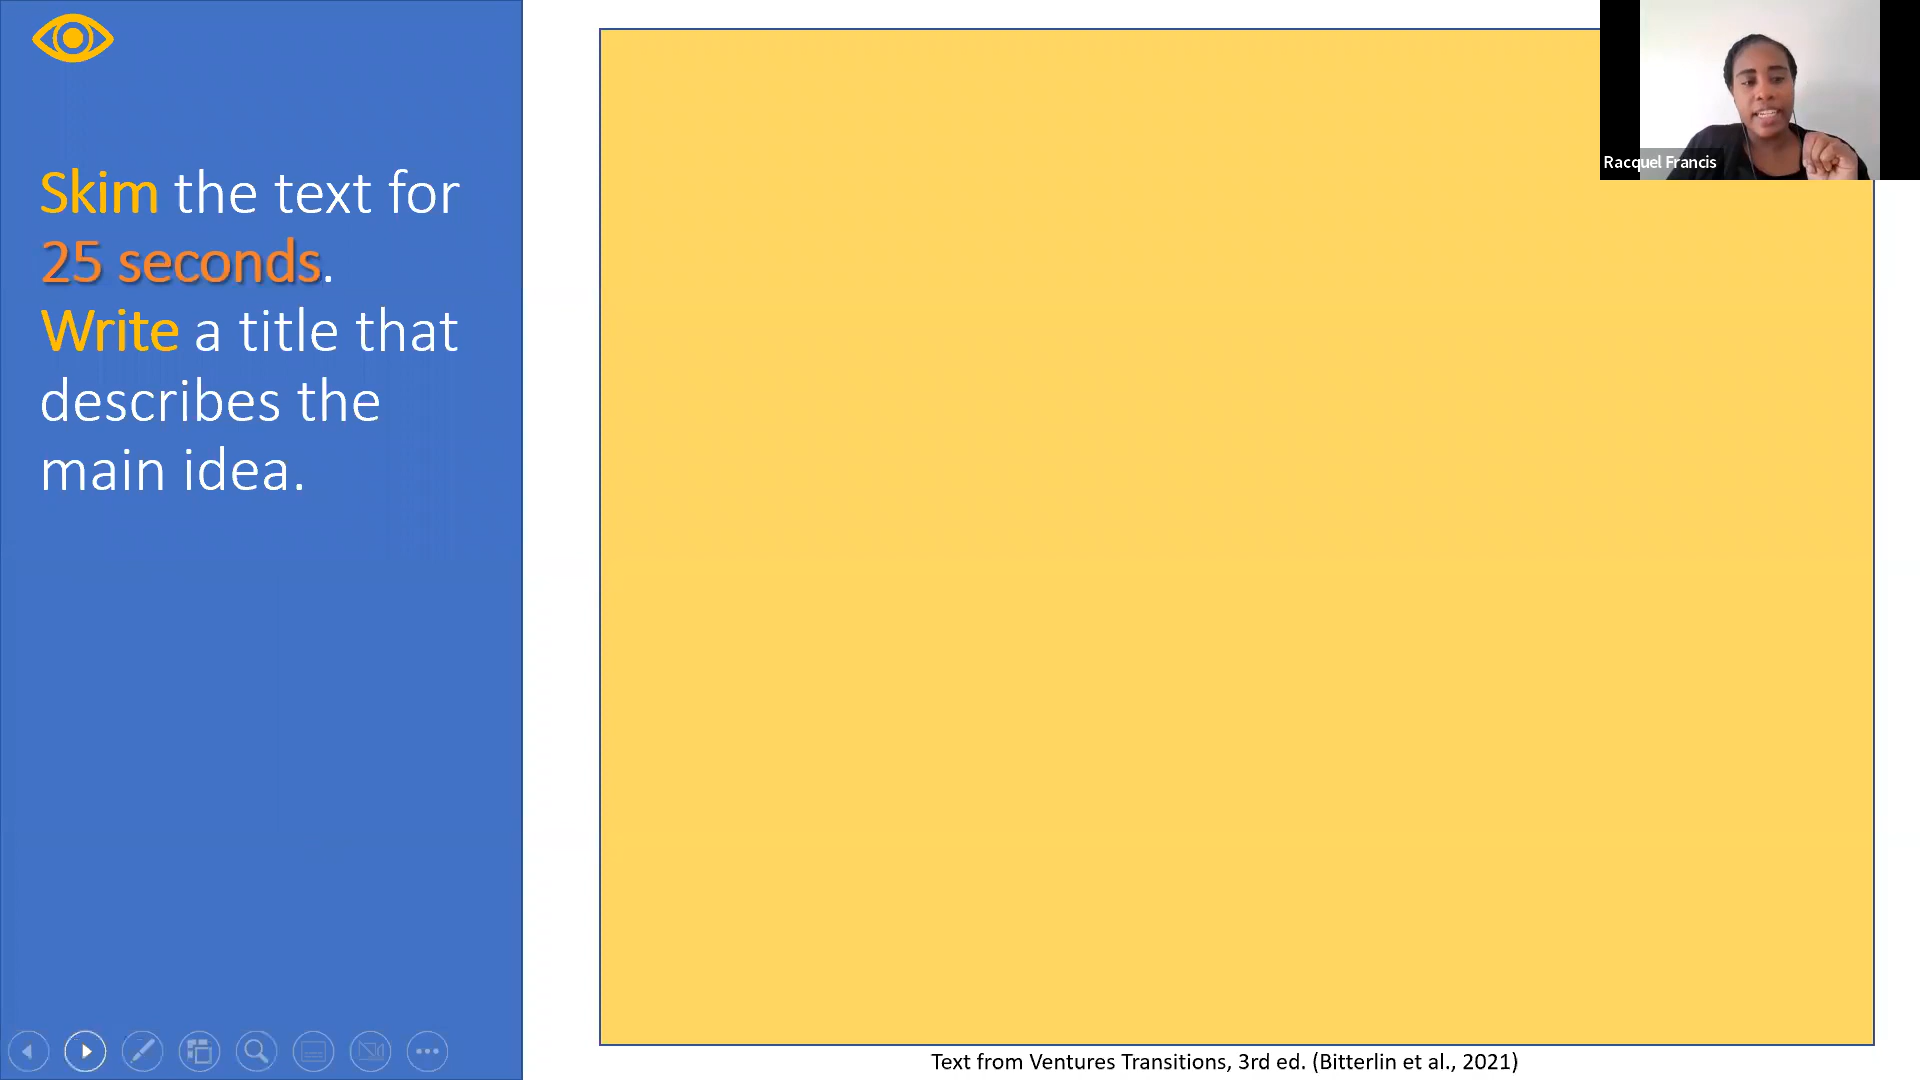 Skim the text for
25 seconds.
Write a title that
describes the
main idea.
Racquel Francis
Text from Ventures Transitions, 3rd ed. (Bitterlin et al., 2021)